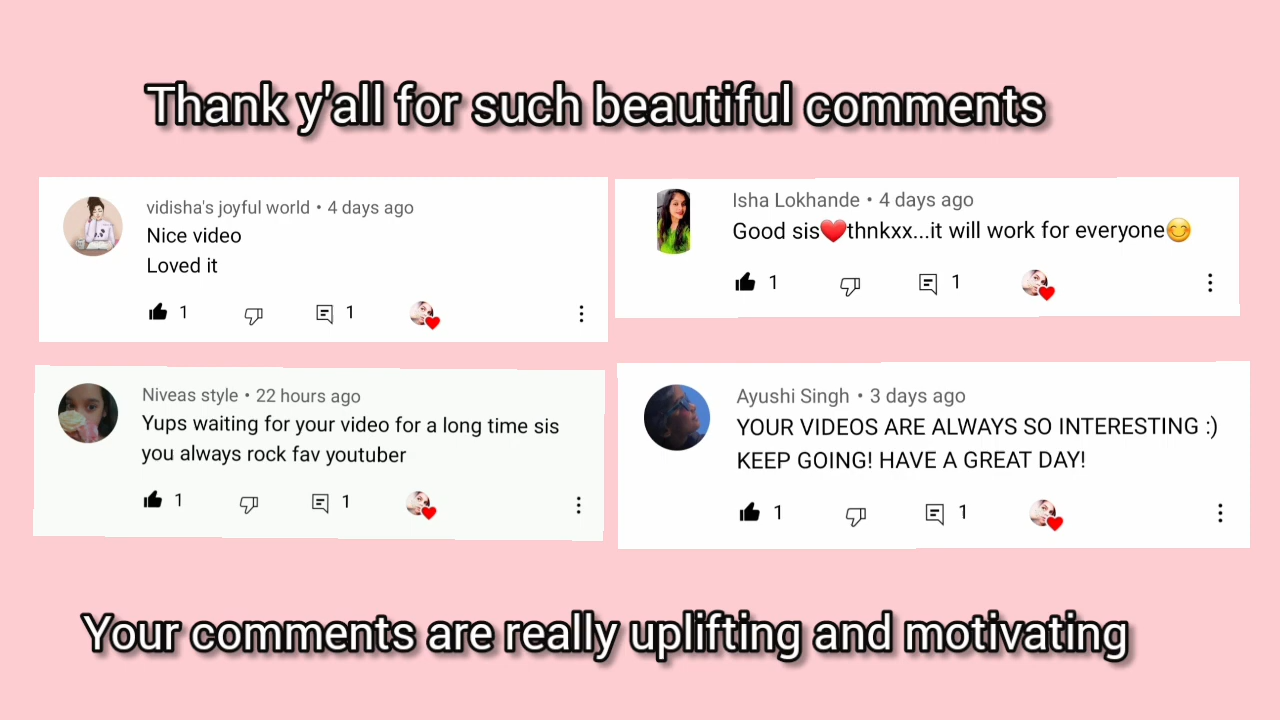 Thank y'all for such beautiful comments
vidisha's joyful world • 4 days ago
Nice video
Loved it
1 1
Isha Lokhande • 4 days ago
Good sis❤️thnkxx...it will work for everyone😊
1 1
Niveas style • 22 hours ago
Yups waiting for your video for a long time sis
you always rock fav youtuber
1 1
Ayushi Singh • 3 days ago
YOUR VIDEOS ARE ALWAYS SO INTERESTING :)
KEEP GOING! HAVE A GREAT DAY!
1 1
Your comments are really uplifting and motivating